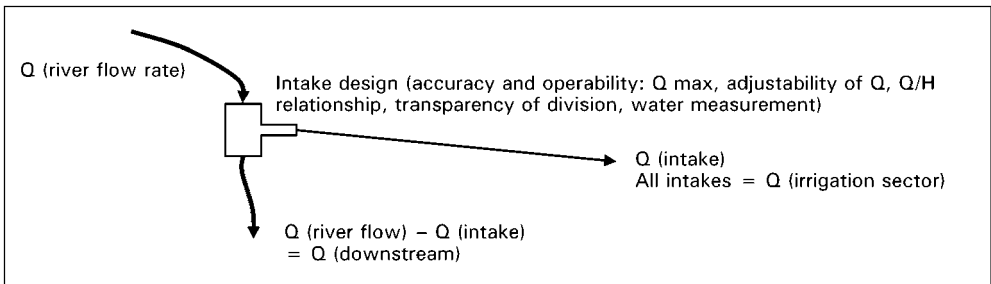 Q (river flow rate)
Intake design (accuracy and operability: Q max, adjustability of Q, Q/H
relationship, transparency of division, water measurement)
Q (intake)
All intakes = Q (irrigation sector)
Q (river flow) – Q (intake)
= Q (downstream)